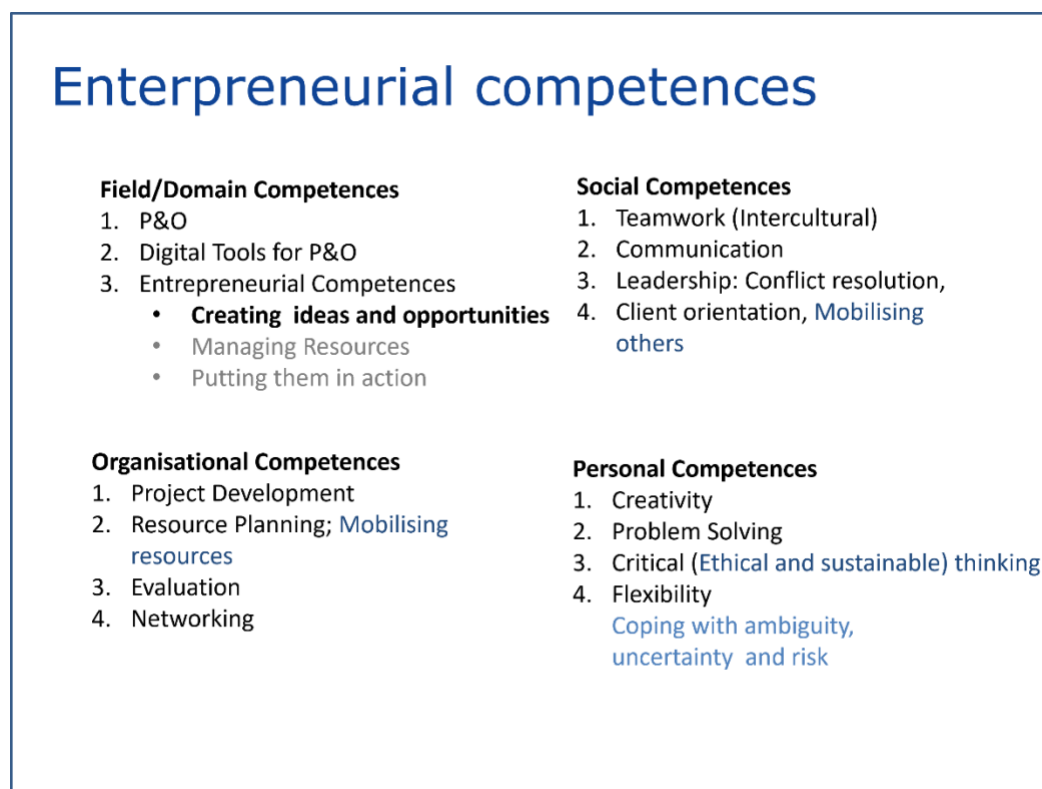 Enterpreneurial competences
Field/Domain Competences
1. P&O
2. Digital Tools for P&O
3. Entrepreneurial Competences
• Creating ideas and opportunities
• Managing Resources
• Putting them in action
Social Competences
1. Teamwork (Intercultural)
2. Communication
3. Leadership: Conflict resolution,
4. Client orientation, Mobilising
others
Organisational Competences
1. Project Development
2. Resource Planning; Mobilising
resources
3. Evaluation
4. Networking
Personal Competences
1. Creativity
2. Problem Solving
3. Critical (Ethical and sustainable) thinking
4. Flexibility
Coping with ambiguity,
uncertainty and risk